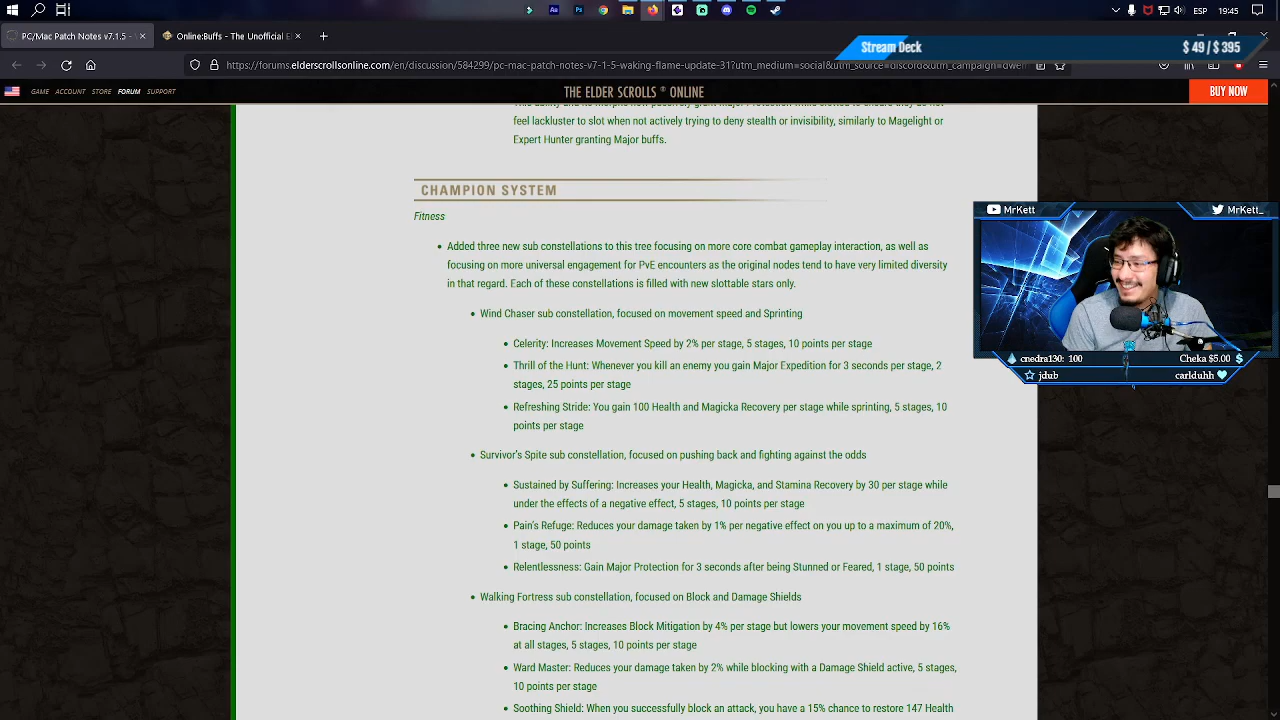 19:45
PC/Mac Patch Notes v7.1.5 -
Online:Buffs - The Unofficial El
Stream Deck
$ 49 / $ 395
https://forums.elderscrollsonline.com/en/discussion/584299/pc-mac-patch-notes-v7-1-5-waking-flame-update-31?utm_medium=social&utm_source=discord&utm_campaign=dwem
GAME ACCOUNT STORE FORUM SUPPORT
THE ELDER SCROLLS ® ONLINE
BUY NOW
feel lackluster to slot when not actively trying to deny stealth or invisibility, similarly to Magelight or
Expert Hunter granting Major buffs.
CHAMPION SYSTEM
Fitness
• Added three new sub constellations to this tree focusing on more core combat gameplay interaction, as well as
focusing on more universal engagement for PvE encounters as the original nodes tend to have very limited diversity
in that regard. Each of these constellations is filled with new slottable stars only.
• Wind Chaser sub constellation, focused on movement speed and Sprinting
• Celerity: Increases Movement Speed by 2% per stage, 5 stages, 10 points per stage
• Thrill of the Hunt: Whenever you kill an enemy you gain Major Expedition for 3 seconds per stage, 2
stages, 25 points per stage
• Refreshing Stride: You gain 100 Health and Magicka Recovery per stage while sprinting, 5 stages, 10
points per stage
• Survivor's Spite sub constellation, focused on pushing back and fighting against the odds
• Sustained by Suffering: Increases your Health, Magicka, and Stamina Recovery by 30 per stage while
under the effects of a negative effect, 5 stages, 10 points per stage
• Pain's Refuge: Reduces your damage taken by 1% per negative effect on you up to a maximum of 20%,
1 stage, 50 points
• Relentlessness: Gain Major Protection for 3 seconds after being Stunned or Feared, 1 stage, 50 points
• Walking Fortress sub constellation, focused on Block and Damage Shields
• Bracing Anchor: Increases Block Mitigation by 4% per stage but lowers your movement speed by 16%
at all stages, 5 stages, 10 points per stage
• Ward Master: Reduces your damage taken by 2% while blocking with a Damage Shield active, 5 stages,
10 points per stage
• Soothing Shield: When you successfully block an attack, you have a 15% chance to restore 147 Health
MrKett
MrKett_
cnedra130: 100
Cheka $5.00
jdub
carlduhh